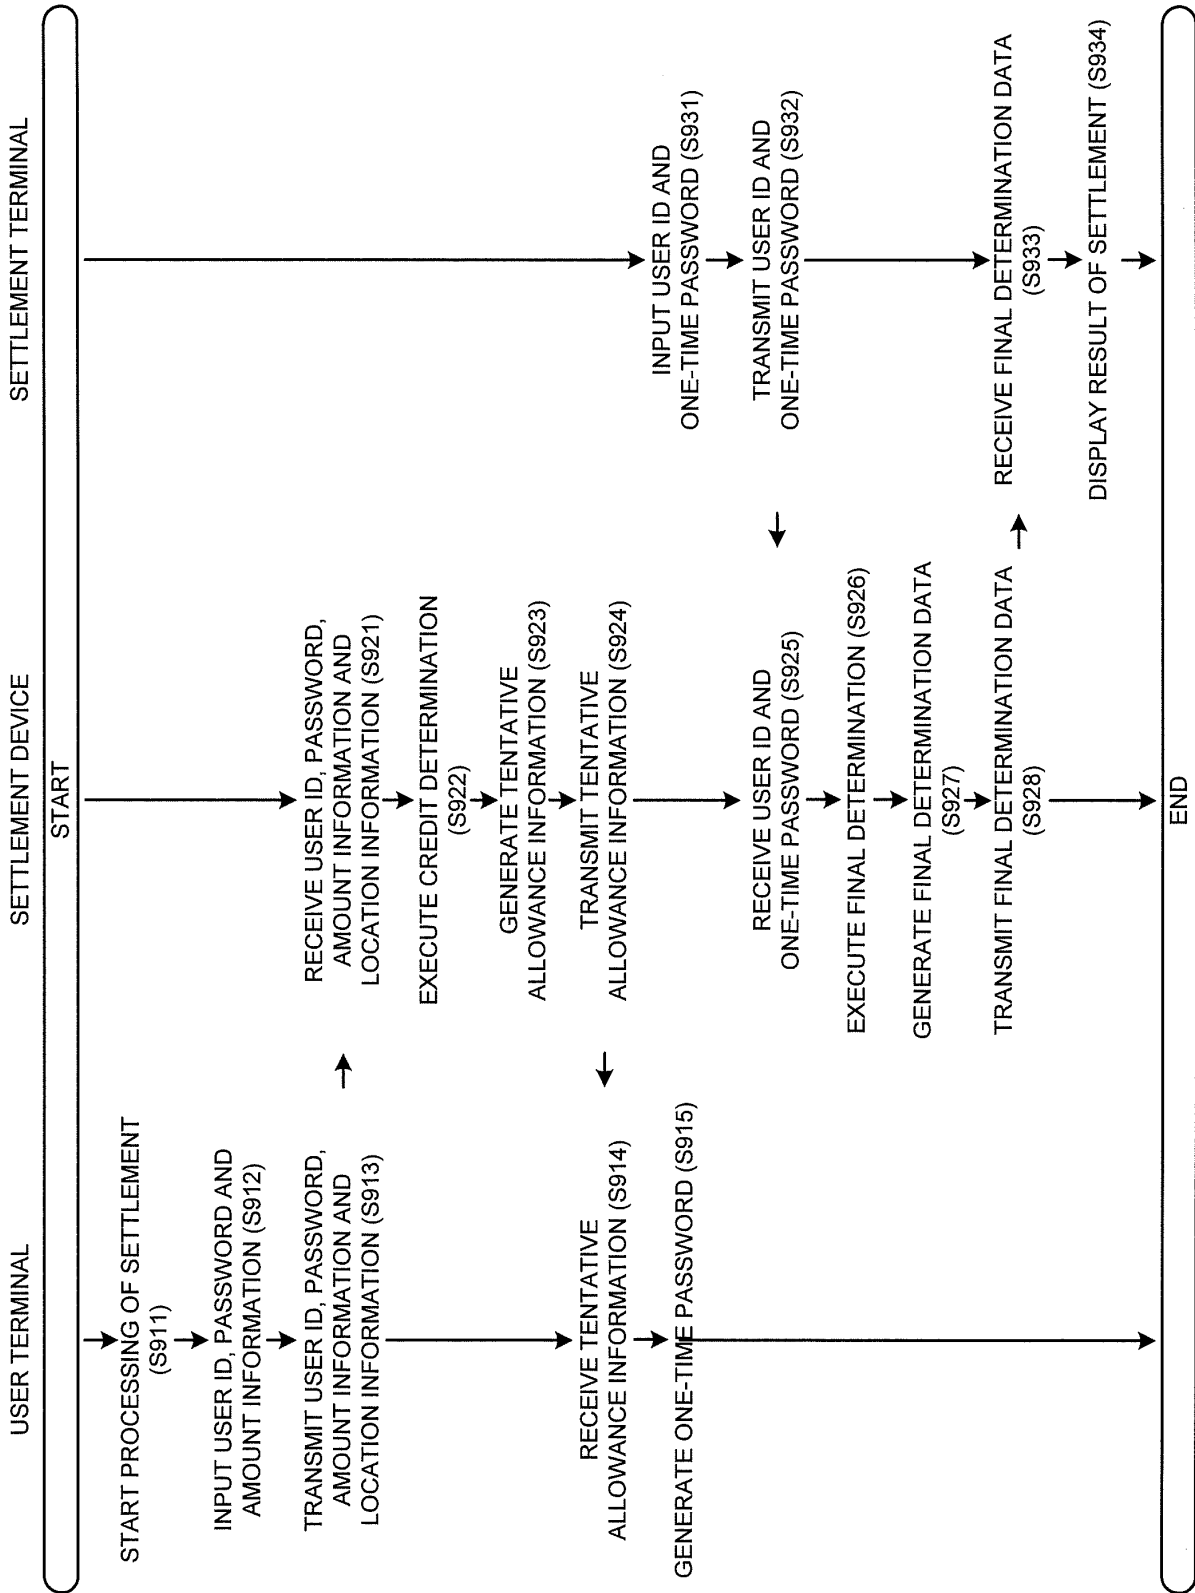 USER TERMINAL
SETTLEMENT DEVICE
SETTLEMENT TERMINAL
START
START PROCESSING OF SETTLEMENT
(S911)
INPUT USER ID, PASSWORD AND
AMOUNT INFORMATION (S912)
TRANSMIT USER ID, PASSWORD,
AMOUNT INFORMATION AND
LOCATION INFORMATION (S913)
RECEIVE TENTATIVE
ALLOWANCE INFORMATION (S914)
GENERATE ONE-TIME PASSWORD (S915)
RECEIVE USER ID, PASSWORD,
AMOUNT INFORMATION AND
LOCATION INFORMATION (S921)
EXECUTE CREDIT DETERMINATION
(S922)
GENERATE TENTATIVE
ALLOWANCE INFORMATION (S923)
TRANSMIT TENTATIVE
ALLOWANCE INFORMATION (S924)
RECEIVE USER ID AND
ONE-TIME PASSWORD (S925)
EXECUTE FINAL DETERMINATION (S926)
GENERATE FINAL DETERMINATION DATA
(S927)
TRANSMIT FINAL DETERMINATION DATA
(S928)
INPUT USER ID AND
ONE-TIME PASSWORD (S931)
TRANSMIT USER ID AND
ONE-TIME PASSWORD (S932)
RECEIVE FINAL DETERMINATION DATA
(S933)
DISPLAY RESULT OF SETTLEMENT (S934)
END